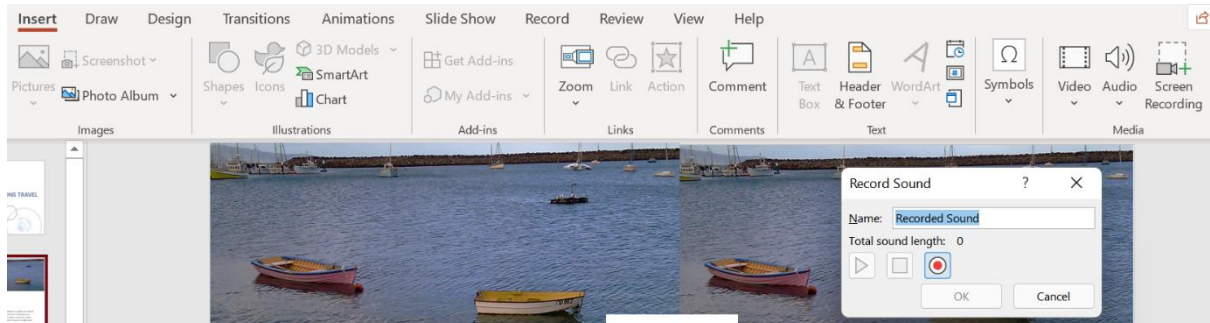 Insert Draw Design Transitions Animations Slide Show Record Review View Help
Pictures
Screenshot
Photo Album
Shapes
Icons
3D Models
SmartArt
Chart
Get Add-ins
My Add-ins
Zoom
Link
Action
Comment
Text
Box
Header
& Footer
WordArt
Ω
Symbols
Video
Audio
Screen
Recording
Images Illustrations Add-ins Links Comments Text Media
TRAVEL
Record Sound ? X
Name: Recorded Sound
Total sound length: 0
OK Cancel